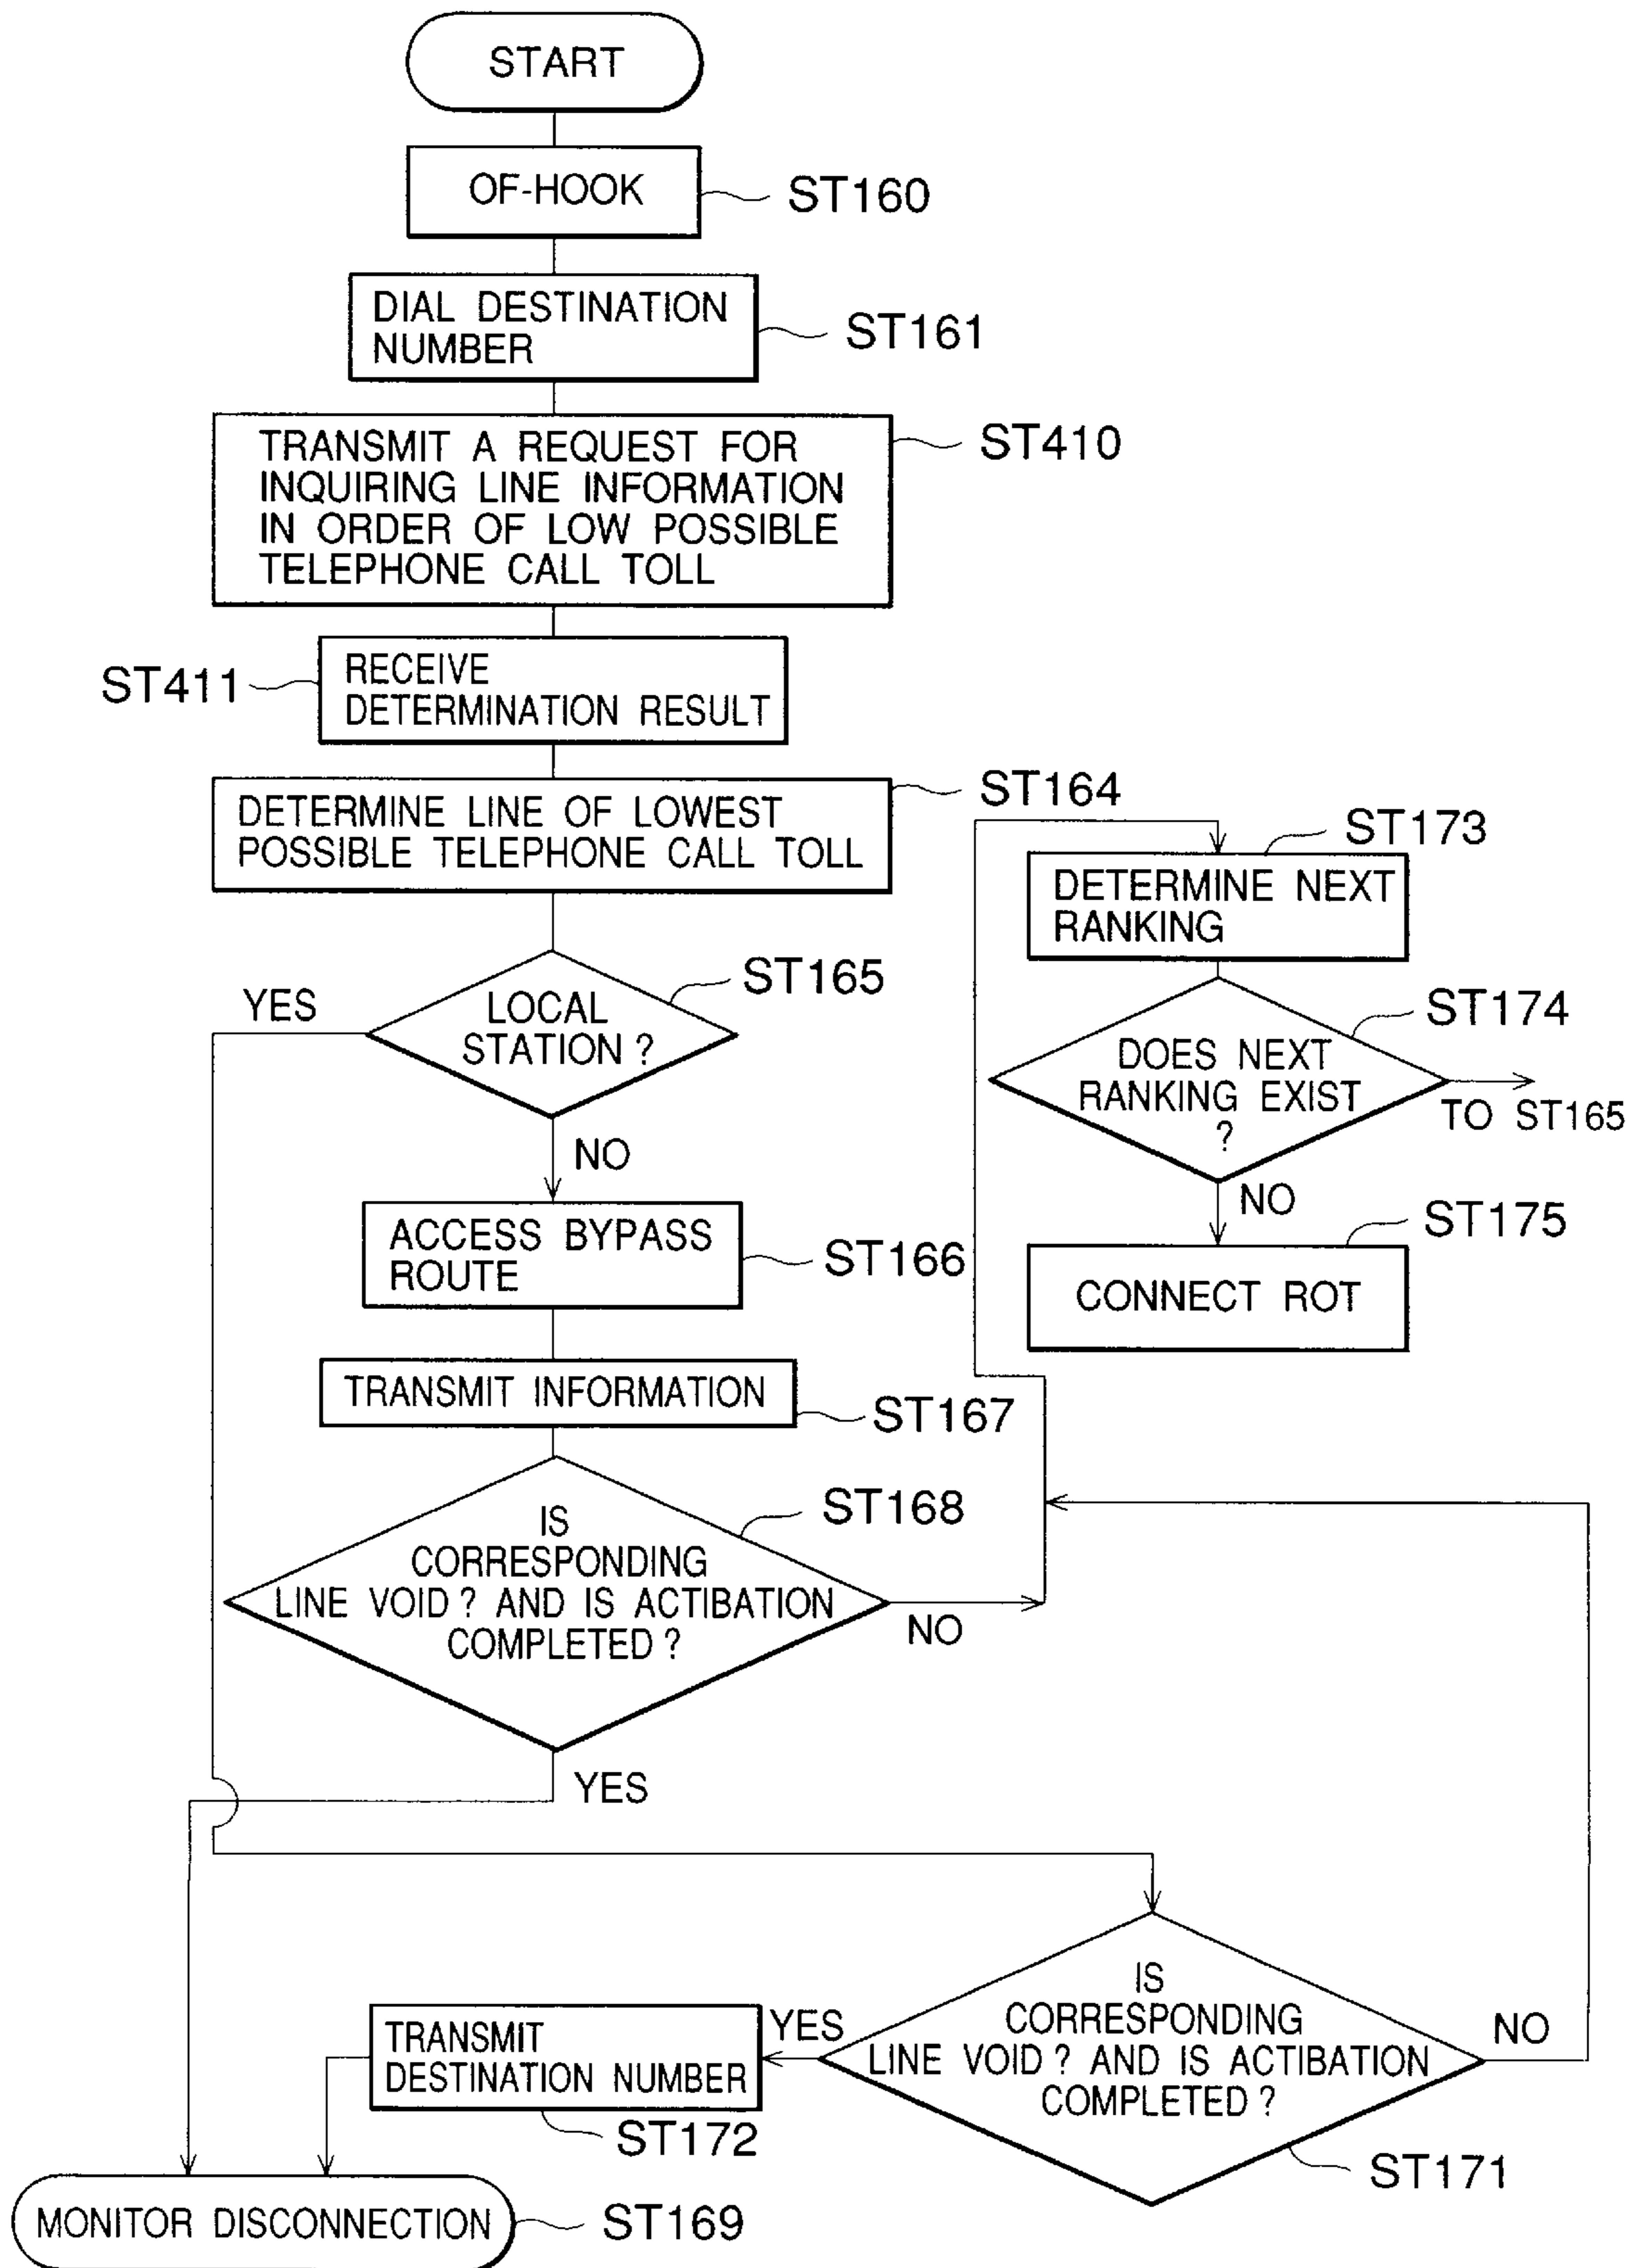 START
OF-HOOK
ST160
DIAL DESTINATION
NUMBER
ST161
TRANSMIT A REQUEST FOR
INQUIRING LINE INFORMATION
IN ORDER OF LOW POSSIBLE
TELEPHONE CALL TOLL
ST410
ST411
RECEIVE
DETERMINATION RESULT
DETERMINE LINE OF LOWEST
POSSIBLE TELEPHONE CALL TOLL
ST164
ST173
DETERMINE NEXT
RANKING
YES
LOCAL
STATION ?
ST165
ST174
DOES NEXT
RANKING EXIST
?
TO ST165
NO
NO
ACCESS BYPASS
ROUTE
ST166
ST175
CONNECT ROT
TRANSMIT INFORMATION
ST167
IS
CORRESPONDING
LINE VOID ? AND IS ACTIBATION
COMPLETED ?
ST168
NO
YES
IS
CORRESPONDING
LINE VOID ? AND IS ACTIBATION
COMPLETED ?
YES
NO
TRANSMIT
DESTINATION NUMBER
ST172
ST171
MONITOR DISCONNECTION
ST169